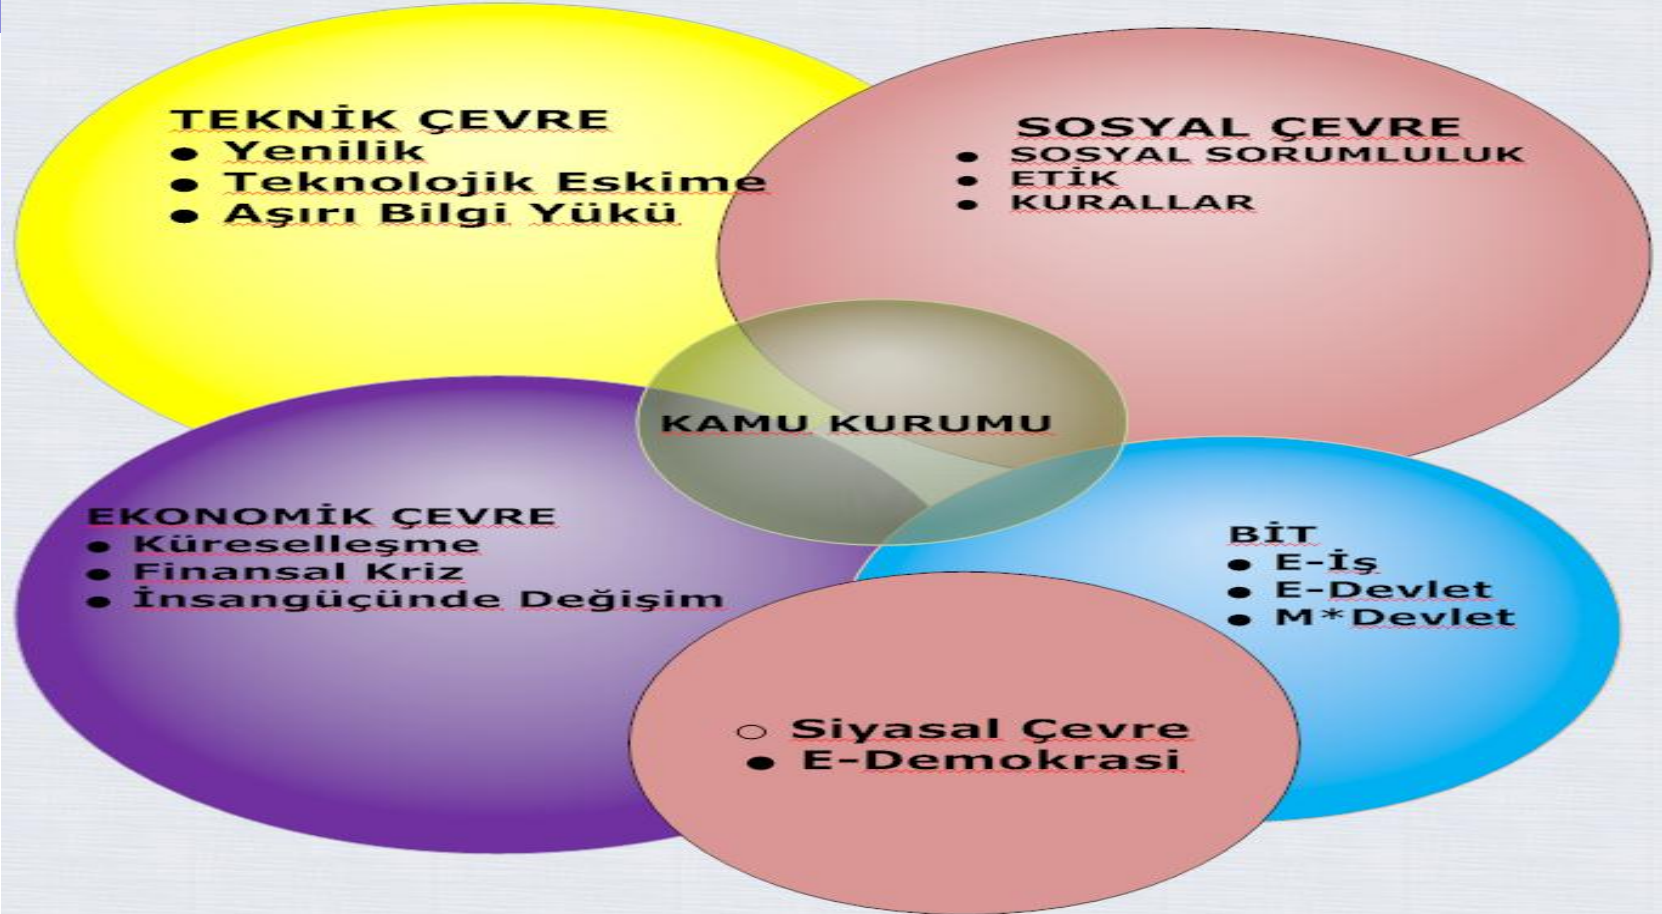 TEKNİK ÇEVRE
● Yenilik
● Teknolojik Eskime
● Aşırı Bilgi Yükü
SOSYAL ÇEVRE
● SOSYAL SORUMLULUK
● ETİK
● KURALLAR
KAMU KURUMU
EKONOMİK ÇEVRE
● Küreselleşme
● Finansal Kriz
● İnsangüçünde Değişim
BİT
● E-İş
● E-Devlet
● M*Devlet
○ Siyasal Çevre
● E-Demokrasi